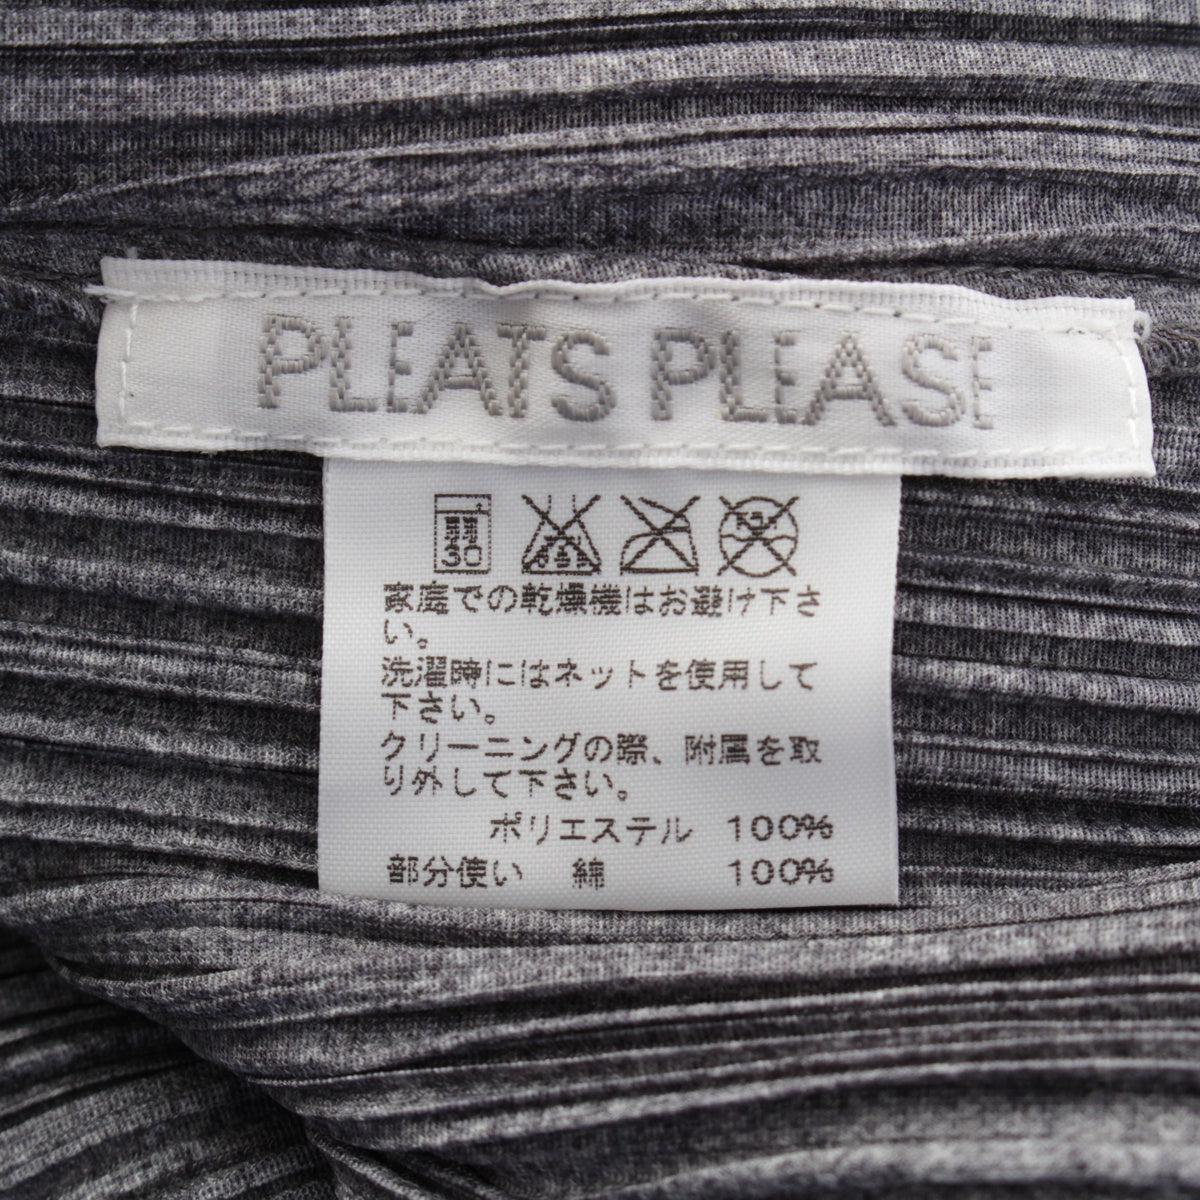 PLEATS PLEASE
30
家庭での乾燥機はお避け下さ
い。
洗濯時にはネットを使用して
下さい。
クリーニングの際、附属を取
り外して下さい。
ポリエステル 100%
部分使い 綿 100%